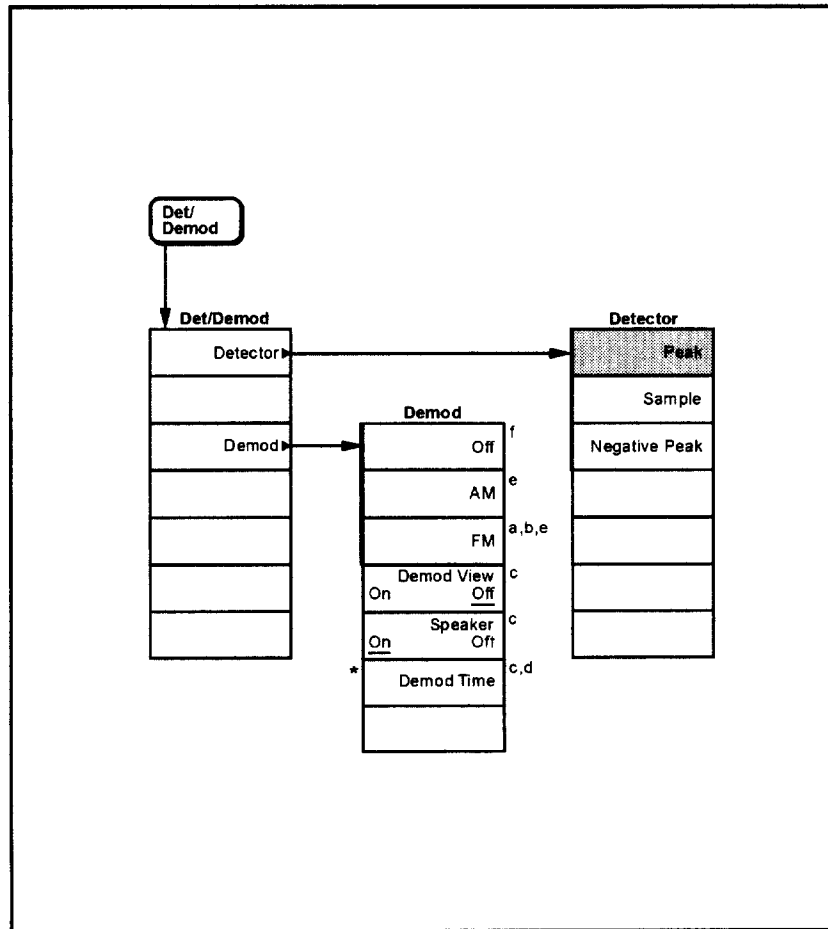 Det/
Demod
Det/Demod
Detector
Demod
Demod
Off f
AM e
FM a,b,e
Demod View c
On Off
Speaker c
On Off
* Demod Time c,d
Detector
Peak
Sample
Negative Peak